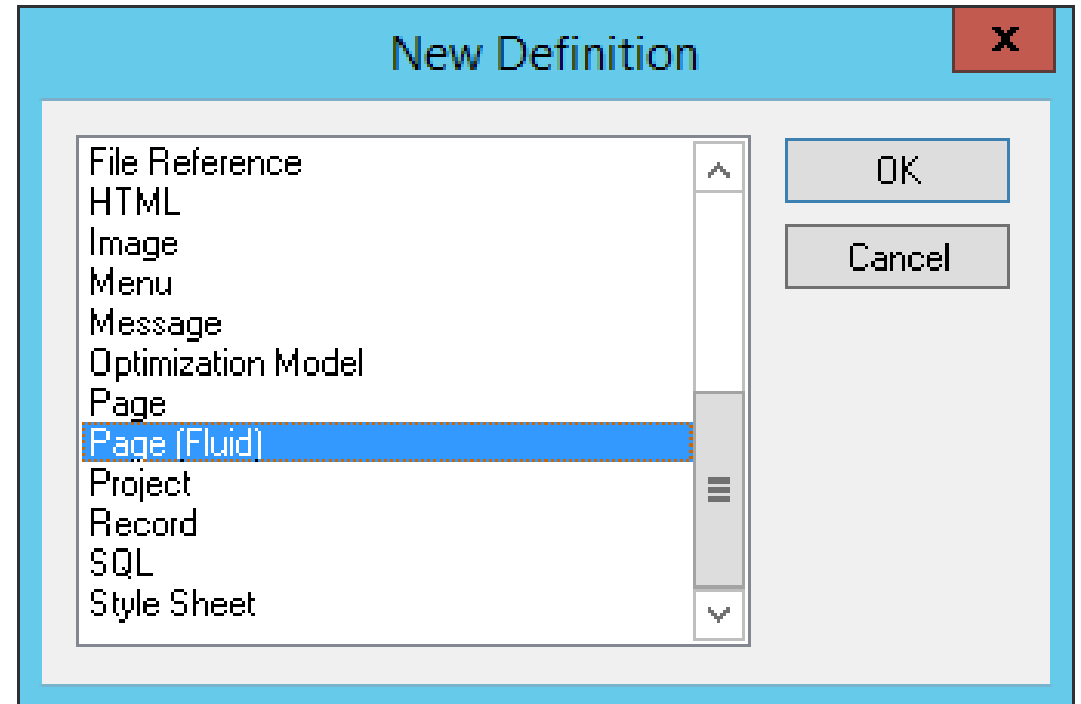 New Definition
x
File Reference
HTML
Image
Menu
Message
Optimization Model
Page
Page (Fluid)
Project
Record
SQL
Style Sheet
OK
Cancel